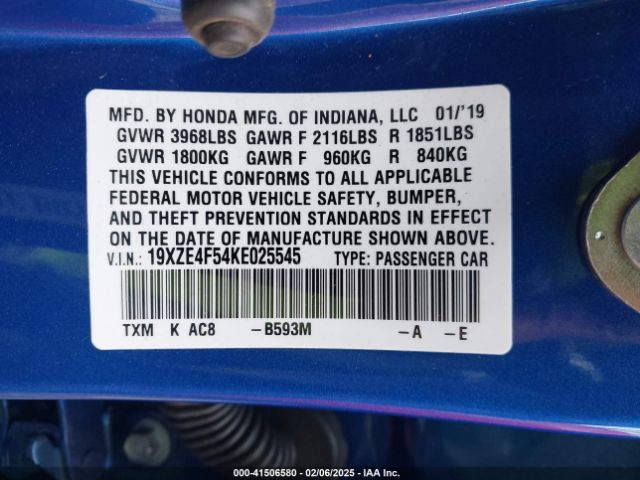 MFD. BY HONDA MFG. OF INDIANA, LLC 01/'19
GVWR 3968LBS GAWR F 2116LBS R 1851LBS
GVWR 1800KG GAWR F 960KG R 840KG
THIS VEHICLE CONFORMS TO ALL APPLICABLE
FEDERAL MOTOR VEHICLE SAFETY, BUMPER,
AND THEFT PREVENTION STANDARDS IN EFFECT
ON THE DATE OF MANUFACTURE SHOWN ABOVE.
V.I.N.: 19XZE4F54KE025545 TYPE: PASSENGER CAR
TXM K AC8 -B593M -A -E
000-41506580 - 02/06/2025 - IAA Inc.